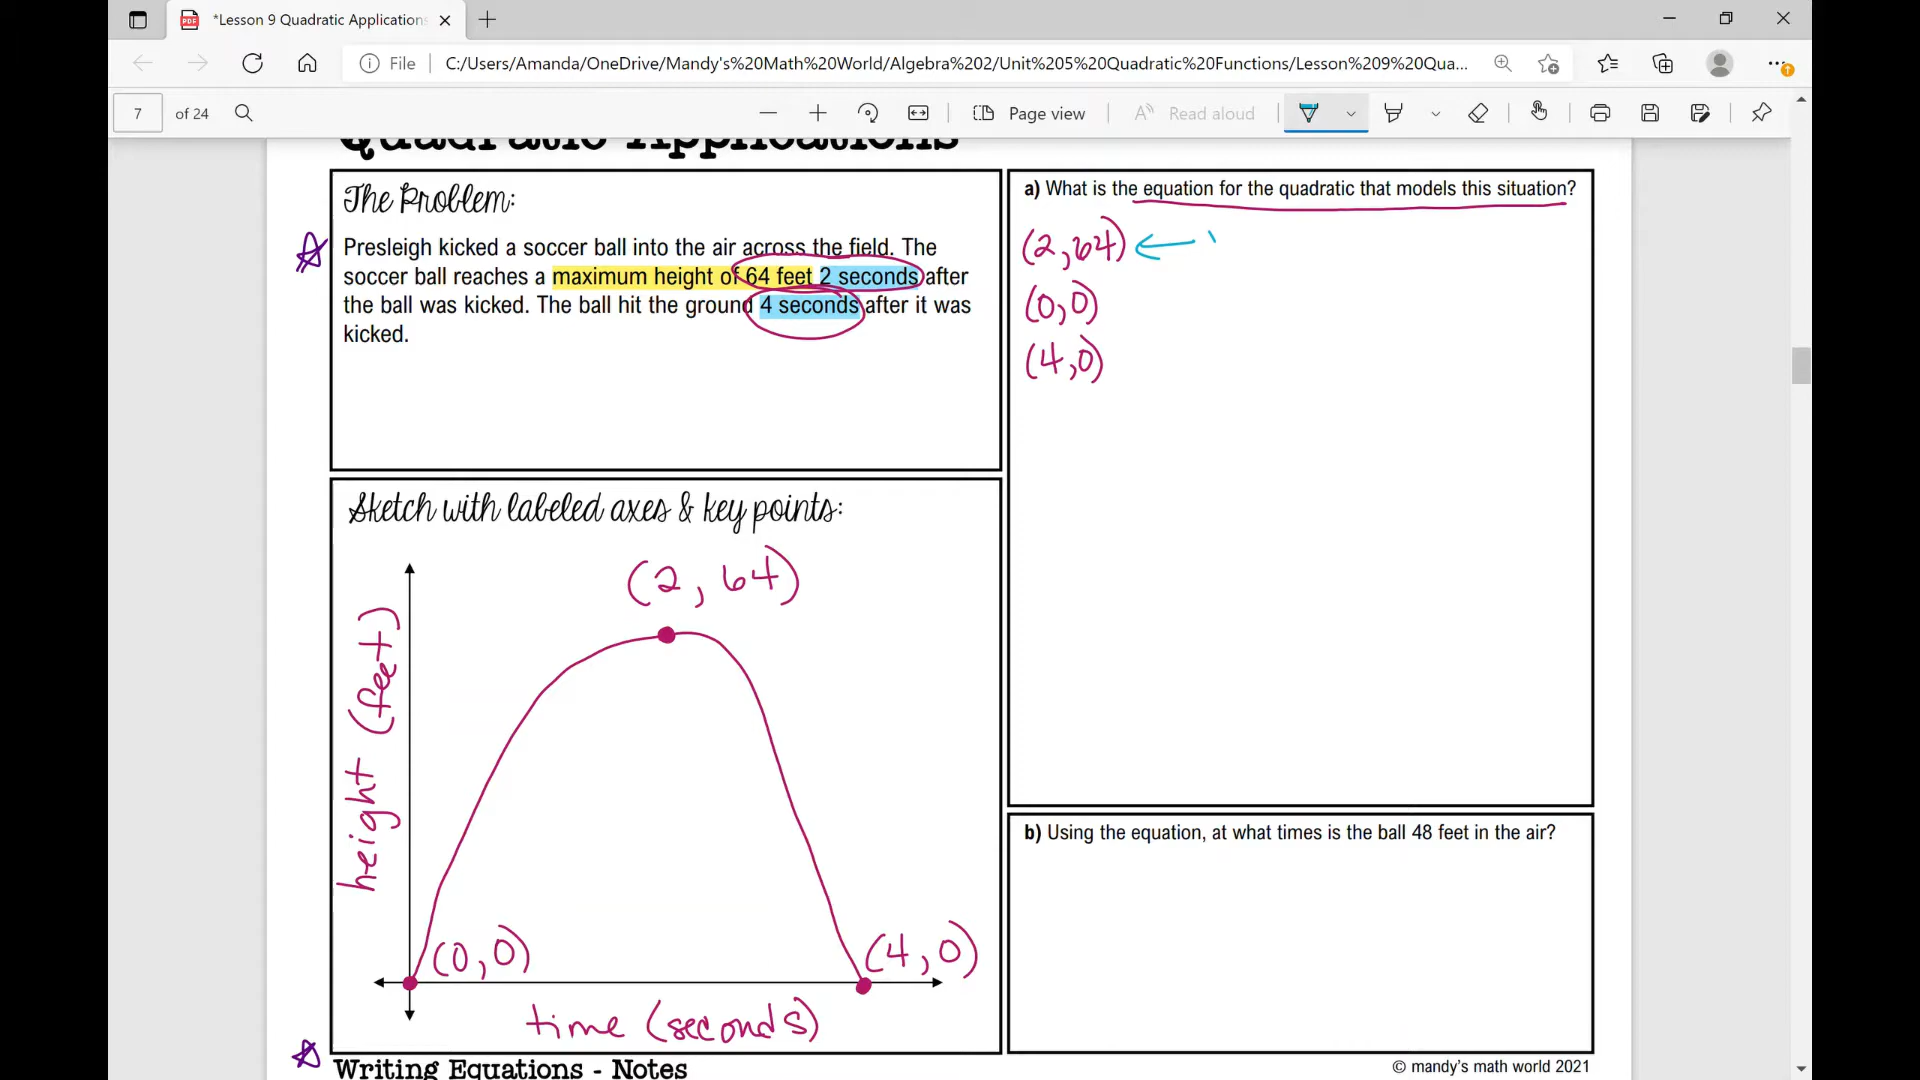 *Lesson 9 Quadratic Applications
File C:/Users/Amanda/OneDrive/Mandy's%20Math%20World/Algebra%202/Unit%205%20Quadratic%20Functions/Lesson%209%20Qua...
7 of 24 Page view Read aloud
Quadratic Applications
The Problem:
Presleigh kicked a soccer ball into the air across the field. The
soccer ball reaches a maximum height of 64 feet 2 seconds after
the ball was kicked. The ball hit the ground 4 seconds after it was
kicked.
Sketch with labeled axes & key points:
(2, 64)
height (feet)
(0,0)
(4,0)
time (seconds)
a) What is the equation for the quadratic that models this situation?
(2,64)
(0,0)
(4,0)
b) Using the equation, at what times is the ball 48 feet in the air?
Writing Equations - Notes
© mandy's math world 2021